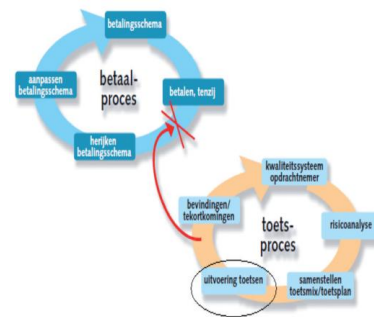 betalingsschema
aanpassen
betalingsschema
betaal-
proces
betalen, tenzij
herijken
betalingsschema
kwaliteitssysteem
opdrachtnemer
bevindingen/
tekortkomingen
toets-
proces
risicoanalyse
uitvoering toetsen
samenstellen
toetsmix/toetsplan